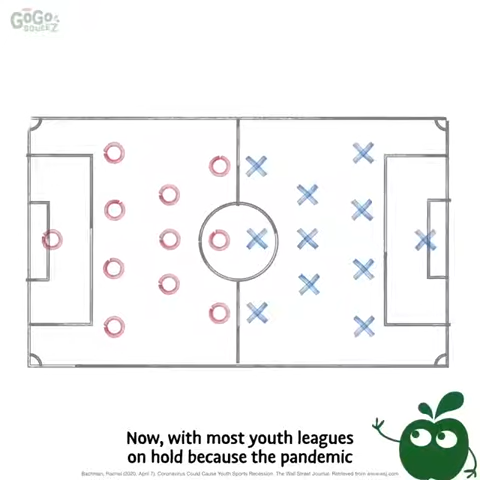 GoGo
SQUEEZ
Now, with most youth leagues
on hold because the pandemic
Bachman, Rachel (2020, April 7). Coronavirus Could Cause Youth Sports Recession. The Wall Street Journal. Retrieved from www.wsj.com